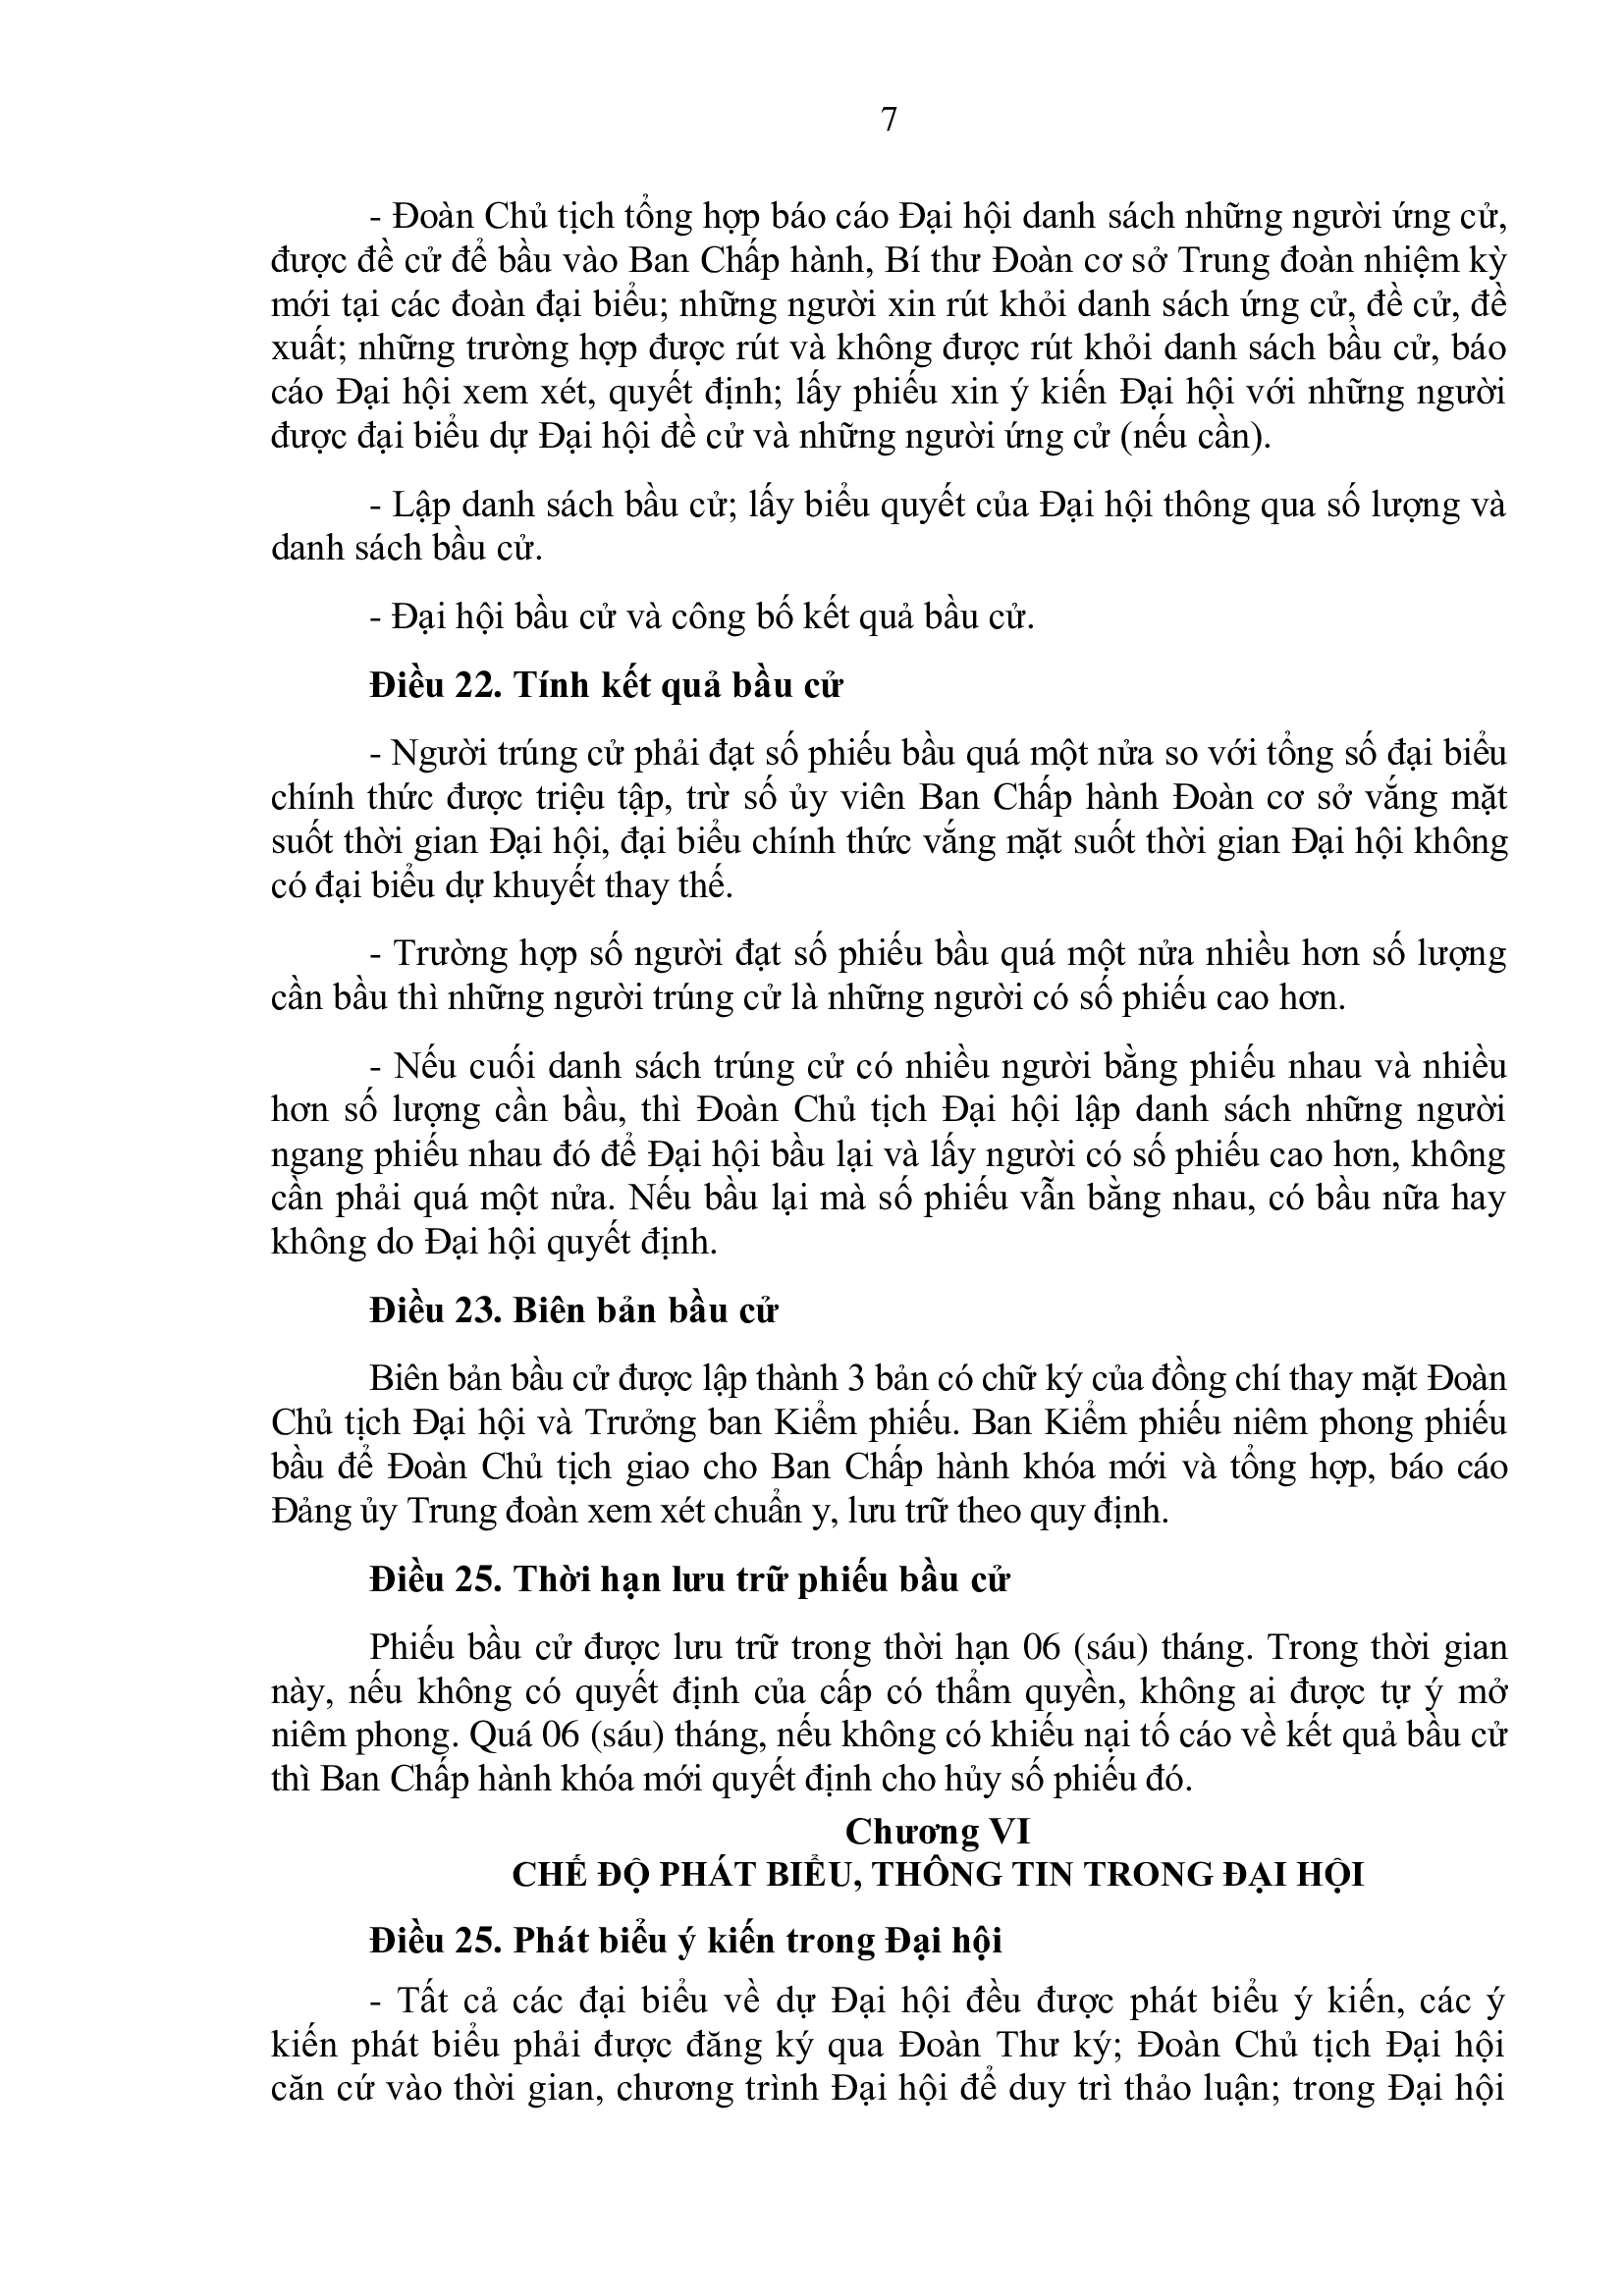 7
- Đoàn Chủ tịch tổng hợp báo cáo Đại hội danh sách những người ứng cử,
được đề cử để bầu vào Ban Chấp hành, Bí thư Đoàn cơ sở Trung đoàn nhiệm kỳ
mới tại các đoàn đại biểu; những người xin rút khỏi danh sách ứng cử, đề cử, đề
xuất; những trường hợp được rút và không được rút khỏi danh sách bầu cử, báo
cáo Đại hội xem xét, quyết định; lấy phiếu xin ý kiến Đại hội với những người
được đại biểu dự Đại hội đề cử và những người ứng cử (nếu cần).
- Lập danh sách bầu cử; lấy biểu quyết của Đại hội thông qua số lượng và
danh sách bầu cử.
- Đại hội bầu cử và công bố kết quả bầu cử.
Điều 22. Tính kết quả bầu cử
- Người trúng cử phải đạt số phiếu bầu quá một nửa so với tổng số đại biểu
chính thức được triệu tập, trừ số ủy viên Ban Chấp hành Đoàn cơ sở vắng mặt
suốt thời gian Đại hội, đại biểu chính thức vắng mặt suốt thời gian Đại hội không
có đại biểu dự khuyết thay thế.
- Trường hợp số người đạt số phiếu bầu quá một nửa nhiều hơn số lượng
cần bầu thì những người trúng cử là những người có số phiếu cao hơn.
- Nếu cuối danh sách trúng cử có nhiều người bằng phiếu nhau và nhiều
hơn số lượng cần bầu, thì Đoàn Chủ tịch Đại hội lập danh sách những người
ngang phiếu nhau đó để Đại hội bầu lại và lấy người có số phiếu cao hơn, không
cần phải quá một nửa. Nếu bầu lại mà số phiếu vẫn bằng nhau, có bầu nữa hay
không do Đại hội quyết định.
Điều 23. Biên bản bầu cử
Biên bản bầu cử được lập thành 3 bản có chữ ký của đồng chí thay mặt Đoàn
Chủ tịch Đại hội và Trưởng ban Kiểm phiếu. Ban Kiểm phiếu niêm phong phiếu
bầu để Đoàn Chủ tịch giao cho Ban Chấp hành khóa mới và tổng hợp, báo cáo
Đảng ủy Trung đoàn xem xét chuẩn y, lưu trữ theo quy định.
Điều 25. Thời hạn lưu trữ phiếu bầu cử
Phiếu bầu cử được lưu trữ trong thời hạn 06 (sáu) tháng. Trong thời gian
này, nếu không có quyết định của cấp có thẩm quyền, không ai được tự ý mở
niêm phong. Quá 06 (sáu) tháng, nếu không có khiếu nại tố cáo về kết quả bầu cử
thì Ban Chấp hành khóa mới quyết định cho hủy số phiếu đó.
Chương VI
CHẾ ĐỘ PHÁT BIỂU, THÔNG TIN TRONG ĐẠI HỘI
Điều 25. Phát biểu ý kiến trong Đại hội
- Tất cả các đại biểu về dự Đại hội đều được phát biểu ý kiến, các ý
kiến phát biểu phải được đăng ký qua Đoàn Thư ký; Đoàn Chủ tịch Đại hội
căn cứ vào thời gian, chương trình Đại hội để duy trì thảo luận; trong Đại hội